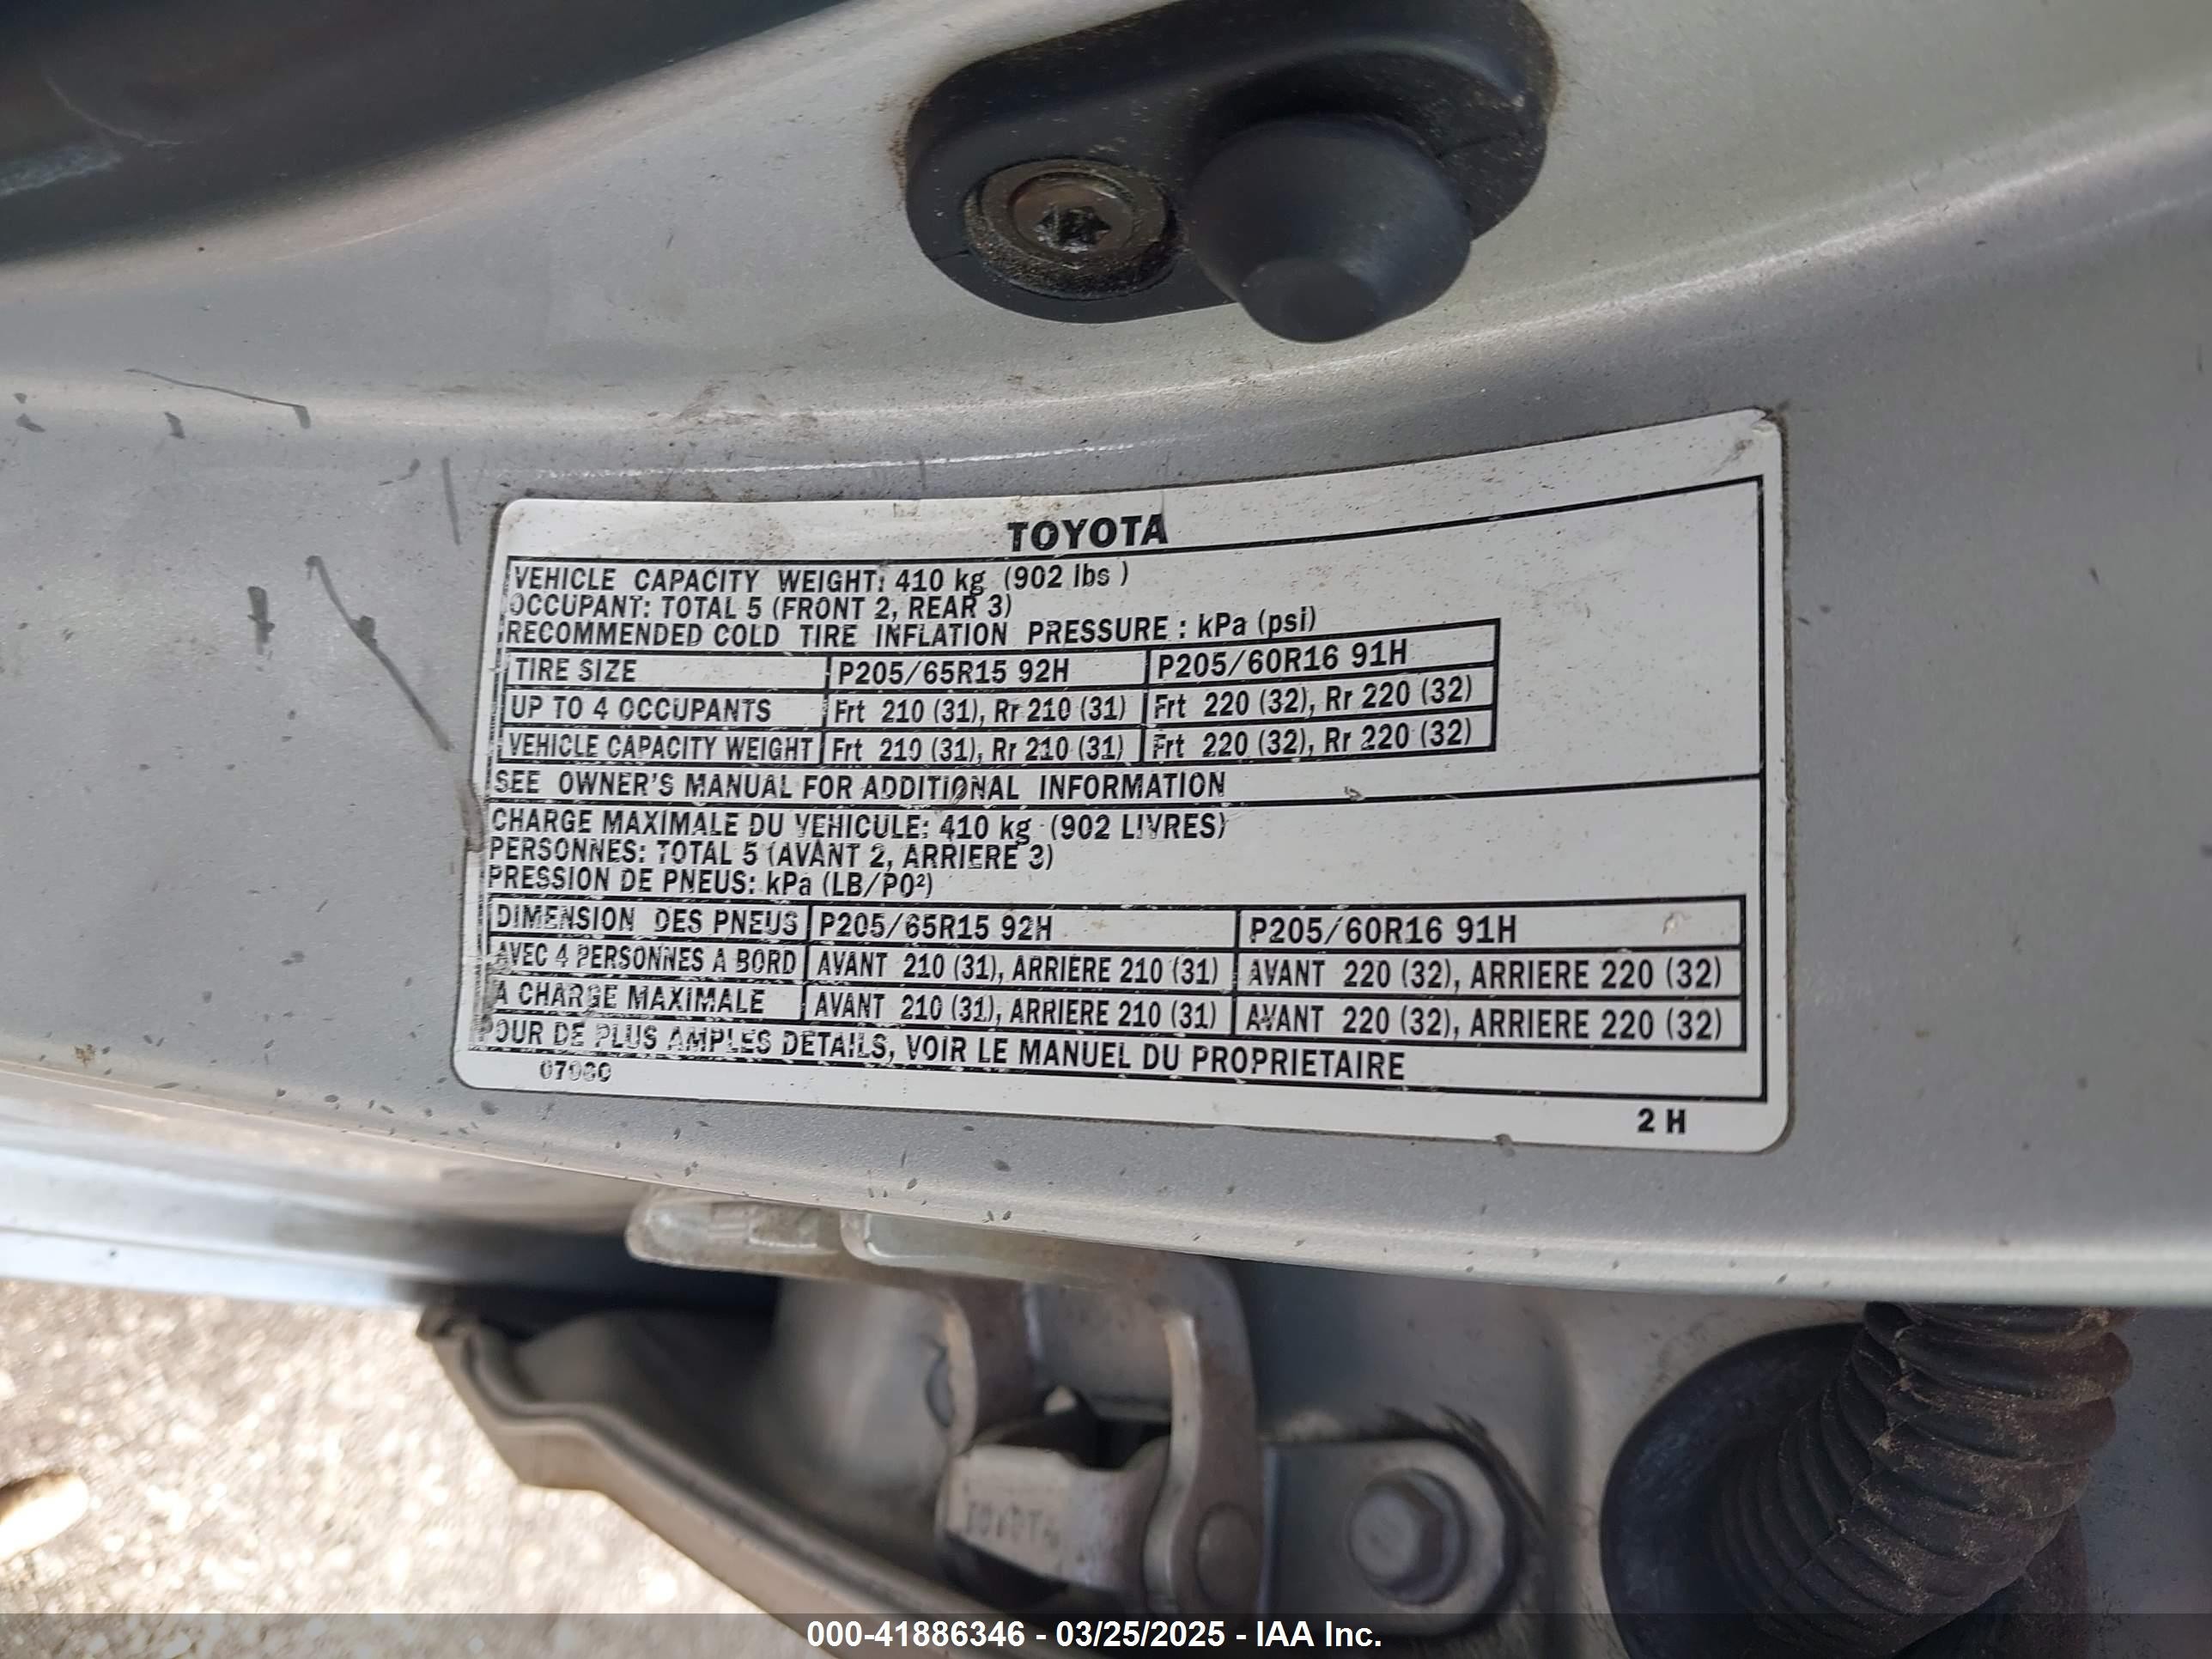 TOYOTA
VEHICLE CAPACITY WEIGHT: 410 kg (902 lbs)
OCCUPANT: TOTAL 5 (FRONT 2, REAR 3)
RECOMMENDED COLD TIRE INFLATION PRESSURE : kPa (psi)
TIRE SIZE P205/65R15 92H P205/60R16 91H
UP TO 4 OCCUPANTS Frt 210 (31), Rr 210 (31) Frt 220 (32), Rr 220 (32)
VEHICLE CAPACITY WEIGHT Frt 210 (31), Rr 210 (31) Frt 220 (32), Rr 220 (32)
SEE OWNER'S MANUAL FOR ADDITIONAL INFORMATION
CHARGE MAXIMALE DU VEHICULE: 410 kg (902 LIVRES)
PERSONNES: TOTAL 5 (AVANT 2, ARRIERE 3)
PRESSION DE PNEUS: kPa (LB/PO²)
DIMENSION DES PNEUS P205/65R15 92H P205/60R16 91H
AVEC 4 PERSONNES A BORD AVANT 210 (31), ARRIERE 210 (31) AVANT 220 (32), ARRIERE 220 (32)
A CHARGE MAXIMALE AVANT 210 (31), ARRIERE 210 (31) AVANT 220 (32), ARRIERE 220 (32)
POUR DE PLUS AMPLES DETAILS, VOIR LE MANUEL DU PROPRIETAIRE
2 H
TOYOTA
000-41886346 - 03/25/2025 - IAA Inc.